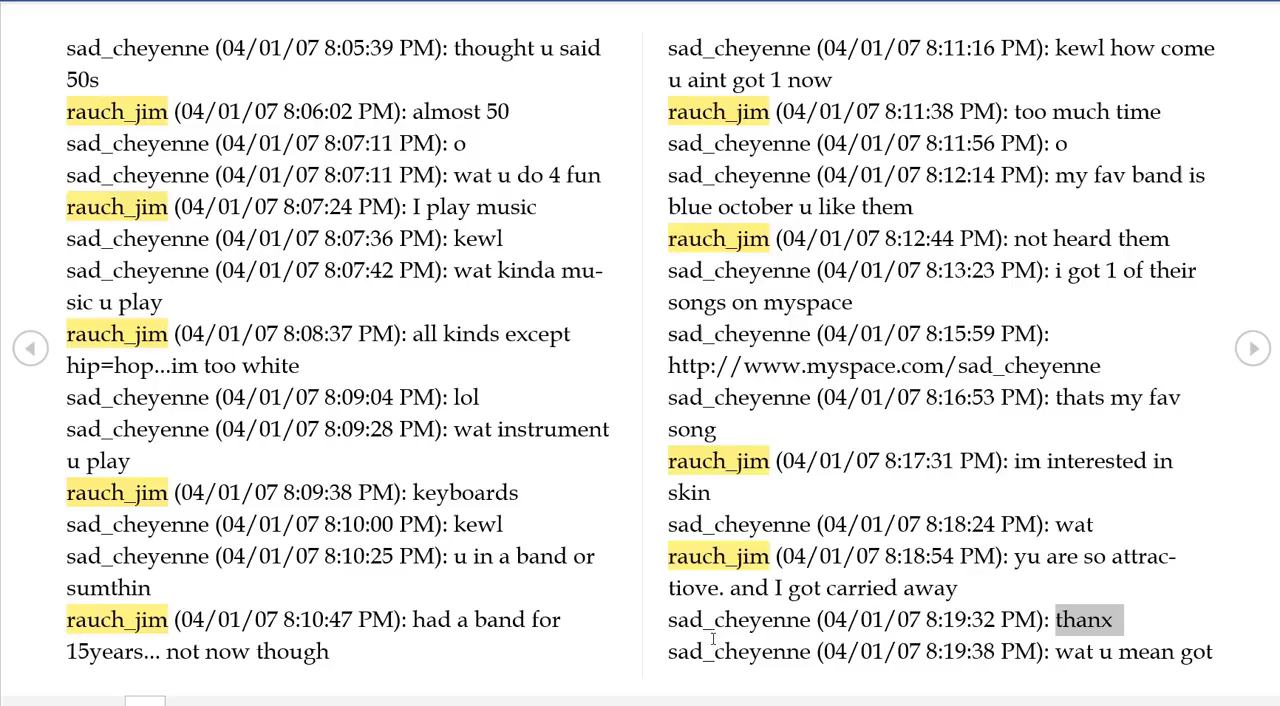 sad_cheyenne (04/01/07 8:05:39 PM): thought u said
50s
rauch_jim (04/01/07 8:06:02 PM): almost 50
sad_cheyenne (04/01/07 8:07:11 PM): o
sad_cheyenne (04/01/07 8:07:11 PM): wat u do 4 fun
rauch_jim (04/01/07 8:07:24 PM): I play music
sad_cheyenne (04/01/07 8:07:36 PM): kewl
sad_cheyenne (04/01/07 8:07:42 PM): wat kinda mu-
sic u play
rauch_jim (04/01/07 8:08:37 PM): all kinds except
hip=hop...im too white
sad_cheyenne (04/01/07 8:09:04 PM): lol
sad_cheyenne (04/01/07 8:09:28 PM): wat instrument
u play
rauch_jim (04/01/07 8:09:38 PM): keyboards
sad_cheyenne (04/01/07 8:10:00 PM): kewl
sad_cheyenne (04/01/07 8:10:25 PM): u in a band or
sumthin
rauch_jim (04/01/07 8:10:47 PM): had a band for
15years... not now though
sad_cheyenne (04/01/07 8:11:16 PM): kewl how come
u aint got 1 now
rauch_jim (04/01/07 8:11:38 PM): too much time
sad_cheyenne (04/01/07 8:11:56 PM): o
sad_cheyenne (04/01/07 8:12:14 PM): my fav band is
blue october u like them
rauch_jim (04/01/07 8:12:44 PM): not heard them
sad_cheyenne (04/01/07 8:13:23 PM): i got 1 of their
songs on myspace
sad_cheyenne (04/01/07 8:15:59 PM):
http://www.myspace.com/sad_cheyenne
sad_cheyenne (04/01/07 8:16:53 PM): thats my fav
song
rauch_jim (04/01/07 8:17:31 PM): im interested in
skin
sad_cheyenne (04/01/07 8:18:24 PM): wat
rauch_jim (04/01/07 8:18:54 PM): yu are so attrac-
tiove. and I got carried away
sad_cheyenne (04/01/07 8:19:32 PM): thanx
sad_cheyenne (04/01/07 8:19:38 PM): wat u mean got